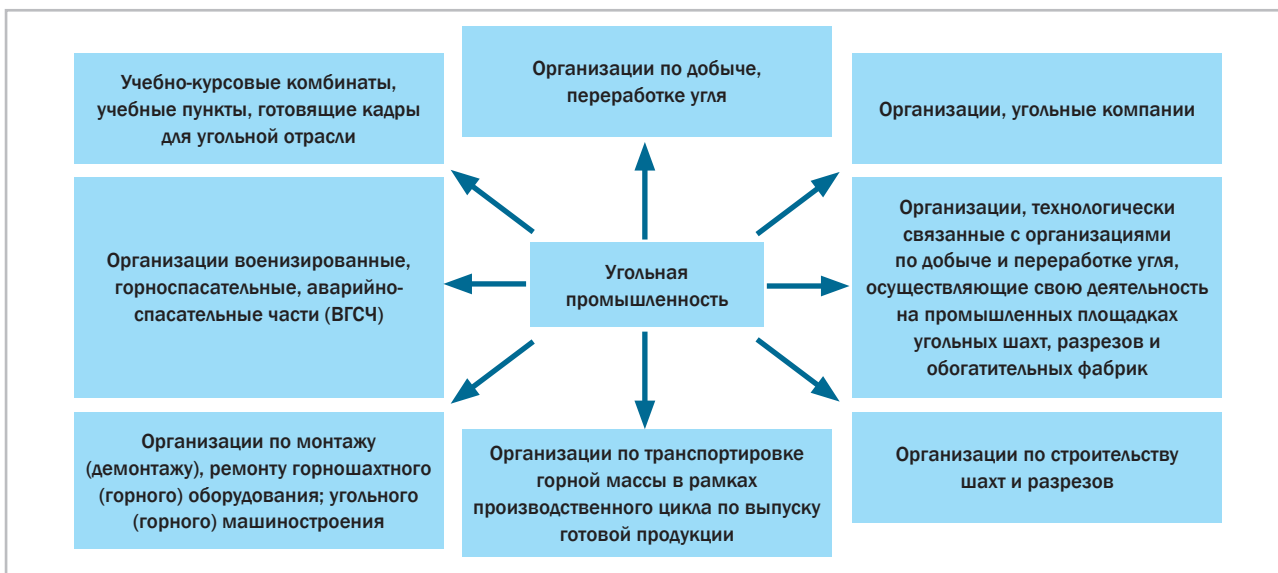 Учебно-курсовые комбинаты,
учебные пункты, готовящие кадры
для угольной отрасли
Организации по добыче,
переработке угля
Организации, угольные компании
Организации военизированные,
горноспасательные, аварийно-
спасательные части (ВГСЧ)
Угольная
промышленность
Организации, технологически
связанные с организациями
по добыче и переработке угля,
осуществляющие свою деятельность
на промышленных площадках
угольных шахт, разрезов и
обогатительных фабрик
Организации по монтажу
(демонтажу), ремонту горношахтного
(горного) оборудования; угольного
(горного) машиностроения
Организации по транспортировке
горной массы в рамках
производственного цикла по выпуску
готовой продукции
Организации по строительству
шахт и разрезов